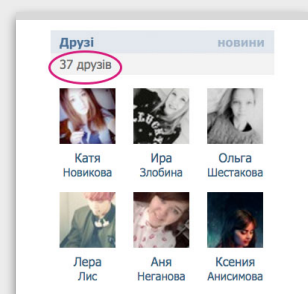 Друзі новини
37 друзів
Катя Ира Ольга
Новикова Злобина Шестакова
Лера Аня Ксения
Лис Неганова Анисимова